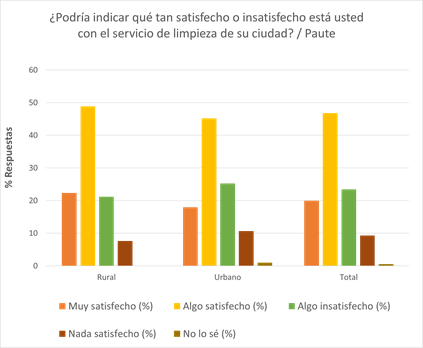 ¿Podría indicar qué tan satisfecho o insatisfecho está usted
con el servicio de limpieza de su ciudad? / Paute
60
50
40
30
20
10
0
% Respuestas
Rural Urbano Total
Muy satisfecho (%) Algo satisfecho (%) Algo insatisfecho (%)
Nada satisfecho (%) No lo sé (%)